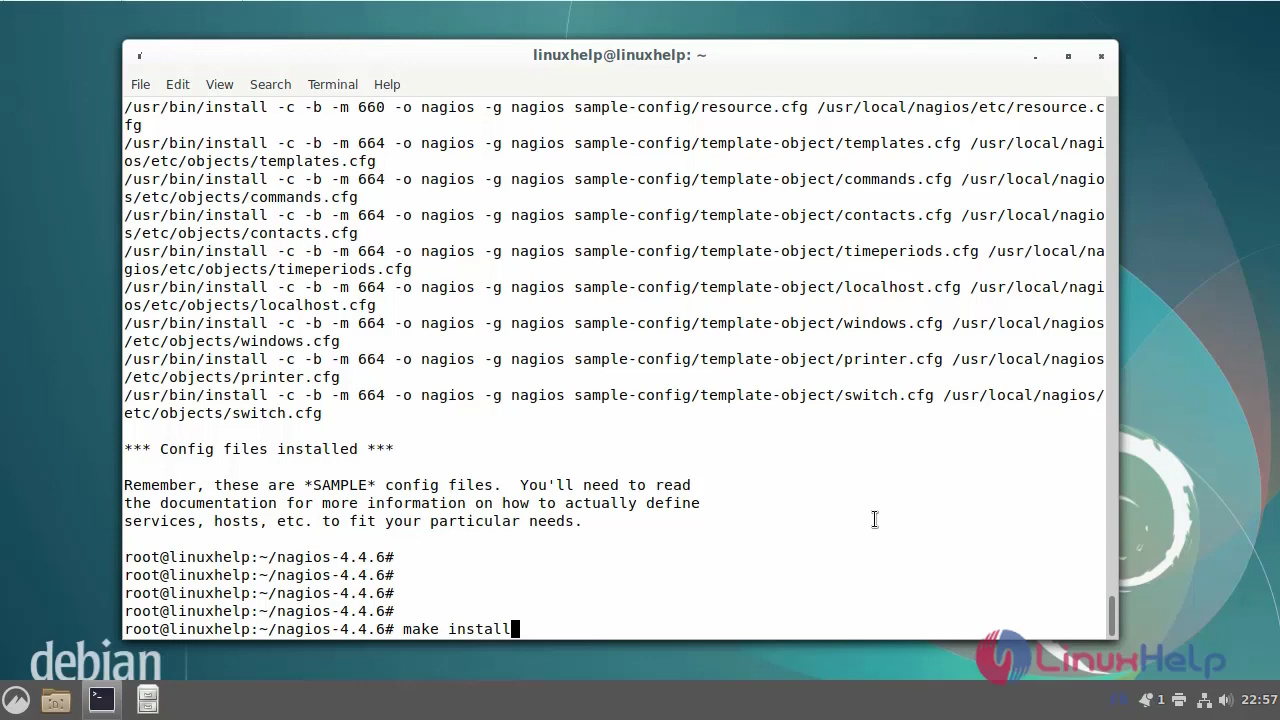 linuxhelp@linuxhelp: ~
File Edit View Search Terminal Help
/usr/bin/install -c -b -m 660 -o nagios -g nagios sample-config/resource.cfg /usr/local/nagios/etc/resource.c
fg
/usr/bin/install -c -b -m 664 -o nagios -g nagios sample-config/template-object/templates.cfg /usr/local/nagi
os/etc/objects/templates.cfg
/usr/bin/install -c -b -m 664 -o nagios -g nagios sample-config/template-object/commands.cfg /usr/local/nagio
s/etc/objects/commands.cfg
/usr/bin/install -c -b -m 664 -o nagios -g nagios sample-config/template-object/contacts.cfg /usr/local/nagio
s/etc/objects/contacts.cfg
/usr/bin/install -c -b -m 664 -o nagios -g nagios sample-config/template-object/timeperiods.cfg /usr/local/na
gios/etc/objects/timeperiods.cfg
/usr/bin/install -c -b -m 664 -o nagios -g nagios sample-config/template-object/localhost.cfg /usr/local/nagi
os/etc/objects/localhost.cfg
/usr/bin/install -c -b -m 664 -o nagios -g nagios sample-config/template-object/windows.cfg /usr/local/nagios
/etc/objects/windows.cfg
/usr/bin/install -c -b -m 664 -o nagios -g nagios sample-config/template-object/printer.cfg /usr/local/nagios
/etc/objects/printer.cfg
/usr/bin/install -c -b -m 664 -o nagios -g nagios sample-config/template-object/switch.cfg /usr/local/nagios/
etc/objects/switch.cfg
*** Config files installed ***
Remember, these are *SAMPLE* config files.  You'll need to read
the documentation for more information on how to actually define
services, hosts, etc. to fit your particular needs.
root@linuxhelp:~/nagios-4.4.6#
root@linuxhelp:~/nagios-4.4.6#
root@linuxhelp:~/nagios-4.4.6#
root@linuxhelp:~/nagios-4.4.6#
root@linuxhelp:~/nagios-4.4.6# make install
debian
LinuxHelp
1 22:57